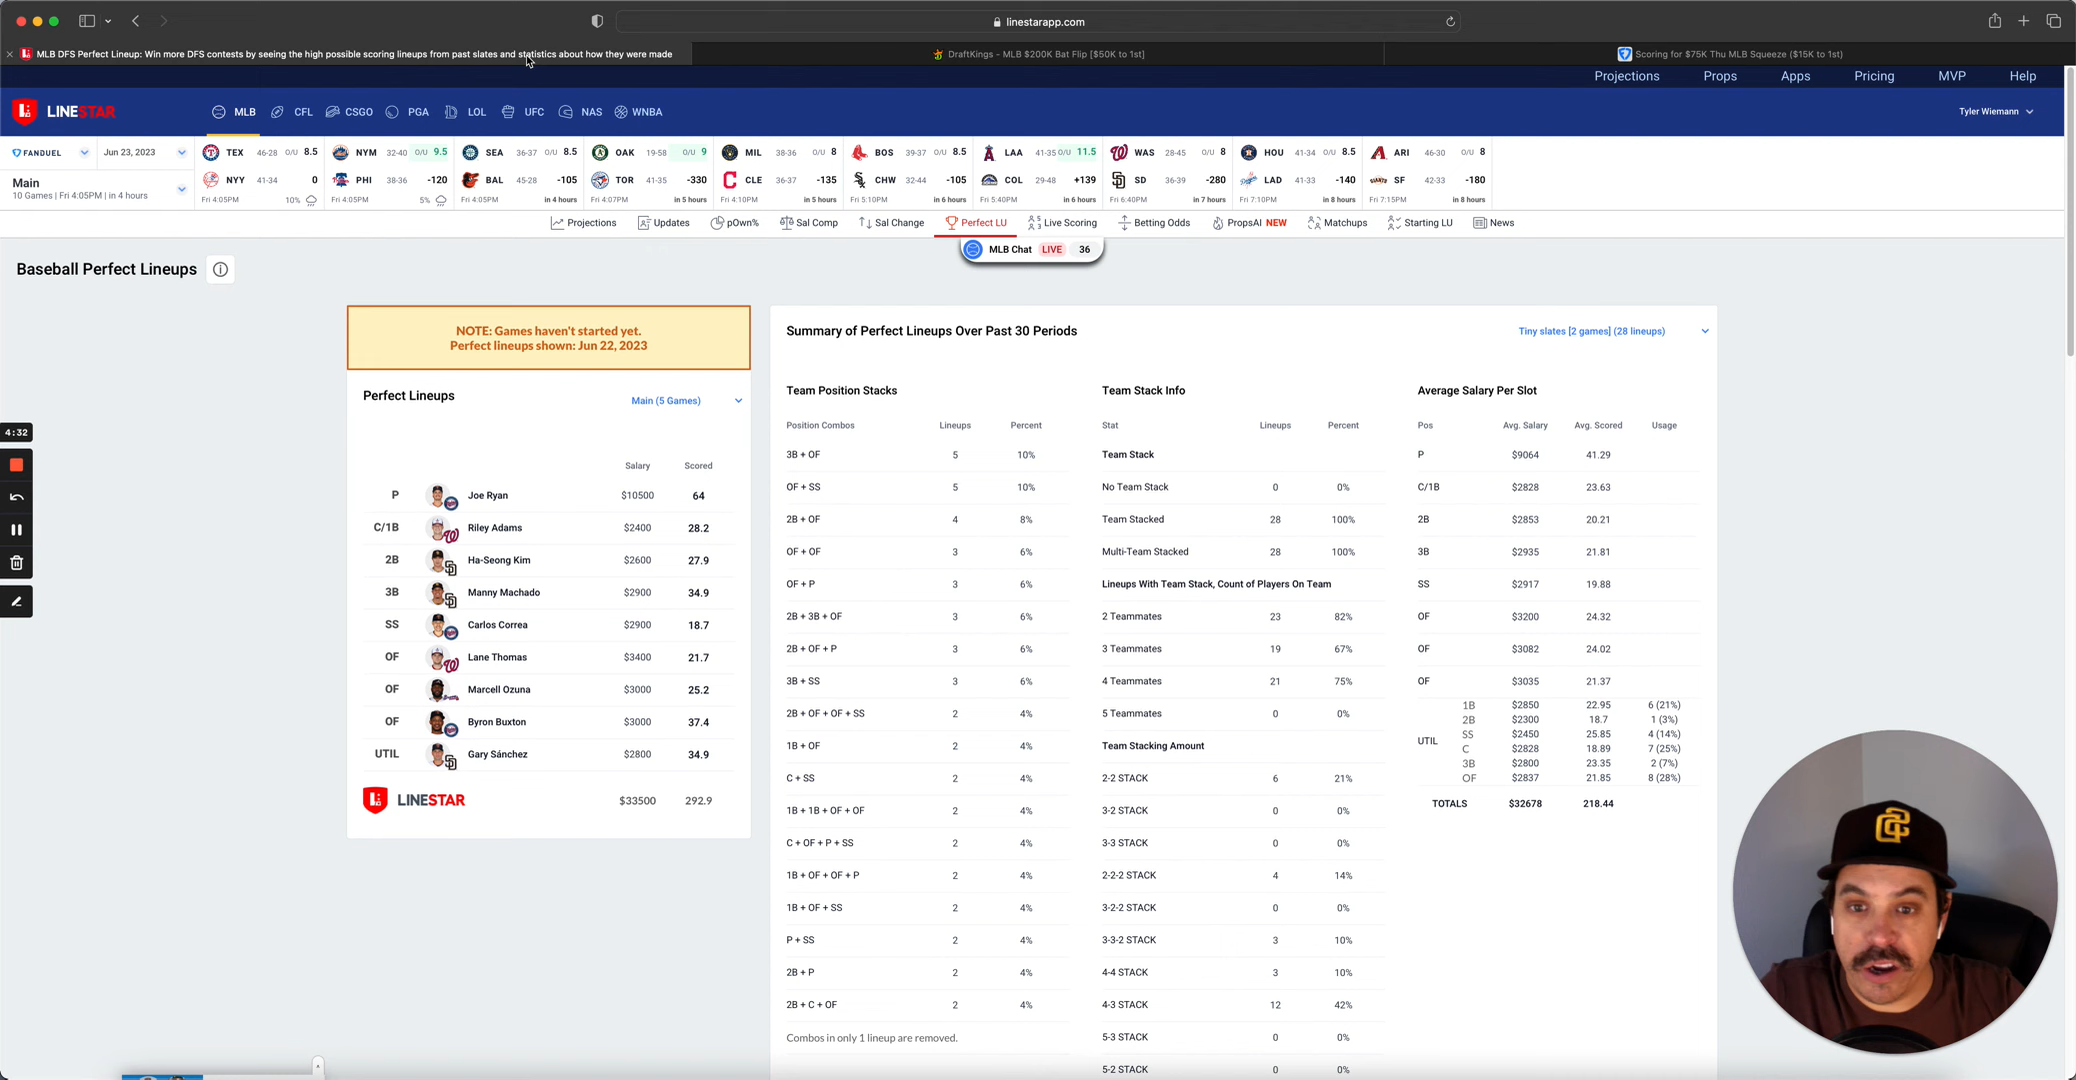 linestarapp.com
MLB DFS Perfect Lineup: Win more DFS contests by seeing the high possible scoring lineups from past slates and statistics about how they were made
DraftKings - MLB $200K Bat Flip [$50K to 1st]
Scoring for $75K Thu MLB Squeeze ($15K to 1st)
Projections Props Apps Pricing MVP Help
LINESTAR MLB CFL CSGO PGA LOL UFC NAS WNBA Tyler Wiemann
FANDUEL Jun 23, 2023
Main
10 Games | Fri 4:05PM | in 4 hours
TEX 46-28 O/U 8.5
NYY 41-34 0
Fri 4:05PM 10%
NYM 32-40 O/U 9.5
PHI 38-36 -120
Fri 4:05PM 5%
SEA 36-37 O/U 8.5
BAL 45-28 -105
Fri 4:05PM in 4 hours
OAK 19-58 O/U 9
TOR 41-35 -330
Fri 4:07PM in 5 hours
MIL 38-36 O/U 8
CLE 36-37 -135
Fri 4:10PM in 5 hours
BOS 39-37 O/U 8.5
CHW 32-44 -105
Fri 5:10PM in 6 hours
LAA 41-35 O/U 11.5
COL 29-48 +139
Fri 5:40PM in 6 hours
WAS 28-45 O/U 8
SD 36-39 -280
Fri 6:40PM in 7 hours
HOU 41-34 O/U 8.5
LAD 41-33 -140
Fri 7:10PM in 8 hours
ARI 46-30 O/U 8
SF 42-33 -180
Fri 7:15PM in 8 hours
Projections Updates pOwn% Sal Comp Sal Change Perfect LU Live Scoring Betting Odds PropsAI NEW Matchups Starting LU News
MLB Chat LIVE 36
Baseball Perfect Lineups
NOTE: Games haven't started yet.
Perfect lineups shown: Jun 22, 2023
Perfect Lineups Main (5 Games)
Salary Scored
P Joe Ryan $10500 64
C/1B Riley Adams $2400 28.2
2B Ha-Seong Kim $2600 27.9
3B Manny Machado $2900 34.9
SS Carlos Correa $2900 18.7
OF Lane Thomas $3400 21.7
OF Marcell Ozuna $3000 25.2
OF Byron Buxton $3000 37.4
UTIL Gary Sánchez $2800 34.9
LINESTAR $33500 292.9
4:32
Summary of Perfect Lineups Over Past 30 Periods Tiny slates [2 games] (28 lineups)
Team Position Stacks
Position Combos Lineups Percent
3B + OF 5 10%
OF + SS 5 10%
2B + OF 4 8%
OF + OF 3 6%
OF + P 3 6%
2B + 3B + OF 3 6%
2B + OF + P 3 6%
3B + SS 3 6%
2B + OF + OF + SS 2 4%
1B + OF 2 4%
C + SS 2 4%
1B + 1B + OF + OF 2 4%
C + OF + P + SS 2 4%
1B + OF + OF + P 2 4%
1B + OF + SS 2 4%
P + SS 2 4%
2B + P 2 4%
2B + C + OF 2 4%
Combos in only 1 lineup are removed.
Team Stack Info
Stat Lineups Percent
Team Stack
No Team Stack 0 0%
Team Stacked 28 100%
Multi-Team Stacked 28 100%
Lineups With Team Stack, Count of Players On Team
2 Teammates 23 82%
3 Teammates 19 67%
4 Teammates 21 75%
5 Teammates 0 0%
Team Stacking Amount
2-2 STACK 6 21%
3-2 STACK 0 0%
3-3 STACK 0 0%
2-2-2 STACK 4 14%
3-2-2 STACK 0 0%
3-3-2 STACK 3 10%
4-4 STACK 3 10%
4-3 STACK 12 42%
5-3 STACK 0 0%
5-2 STACK 0 0%
Average Salary Per Slot
Pos Avg. Salary Avg. Scored Usage
P $9064 41.29
C/1B $2828 23.63
2B $2853 20.21
3B $2935 21.81
SS $2917 19.88
OF $3200 24.32
OF $3082 24.02
OF $3035 21.37
UTIL
1B $2850 22.95 6 (21%)
2B $2300 18.7 1 (3%)
SS $2450 25.85 4 (14%)
C $2828 18.89 7 (25%)
3B $2800 23.35 2 (7%)
OF $2837 21.85 8 (28%)
TOTALS $32678 218.44